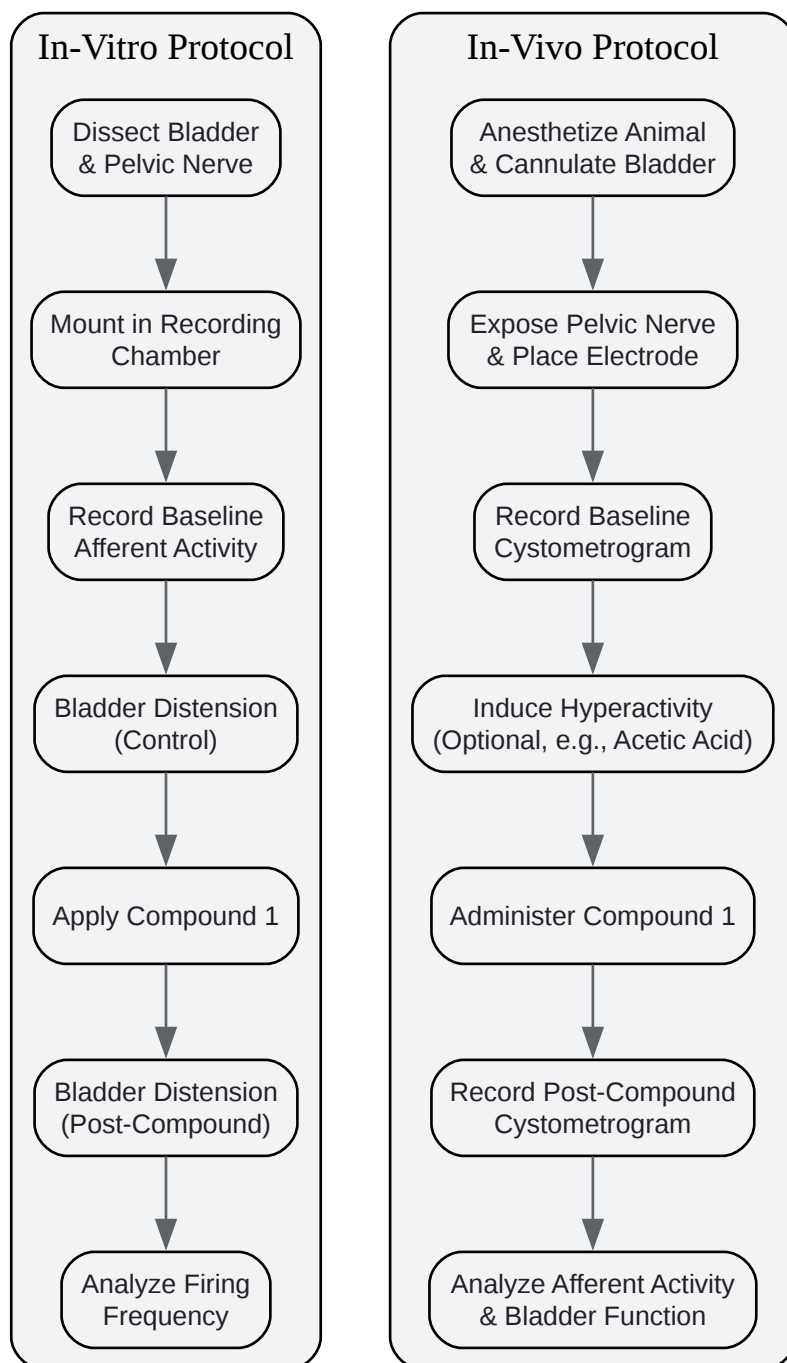 In-Vitro Protocol
Dissect Bladder
& Pelvic Nerve
Mount in Recording
Chamber
Record Baseline
Afferent Activity
Bladder Distension
(Control)
Apply Compound 1
Bladder Distension
(Post-Compound)
Analyze Firing
Frequency
In-Vivo Protocol
Anesthetize Animal
& Cannulate Bladder
Expose Pelvic Nerve
& Place Electrode
Record Baseline
Cystometrogram
Induce Hyperactivity
(Optional, e.g., Acetic Acid)
Administer Compound 1
Record Post-Compound
Cystometrogram
Analyze Afferent Activity
& Bladder Function